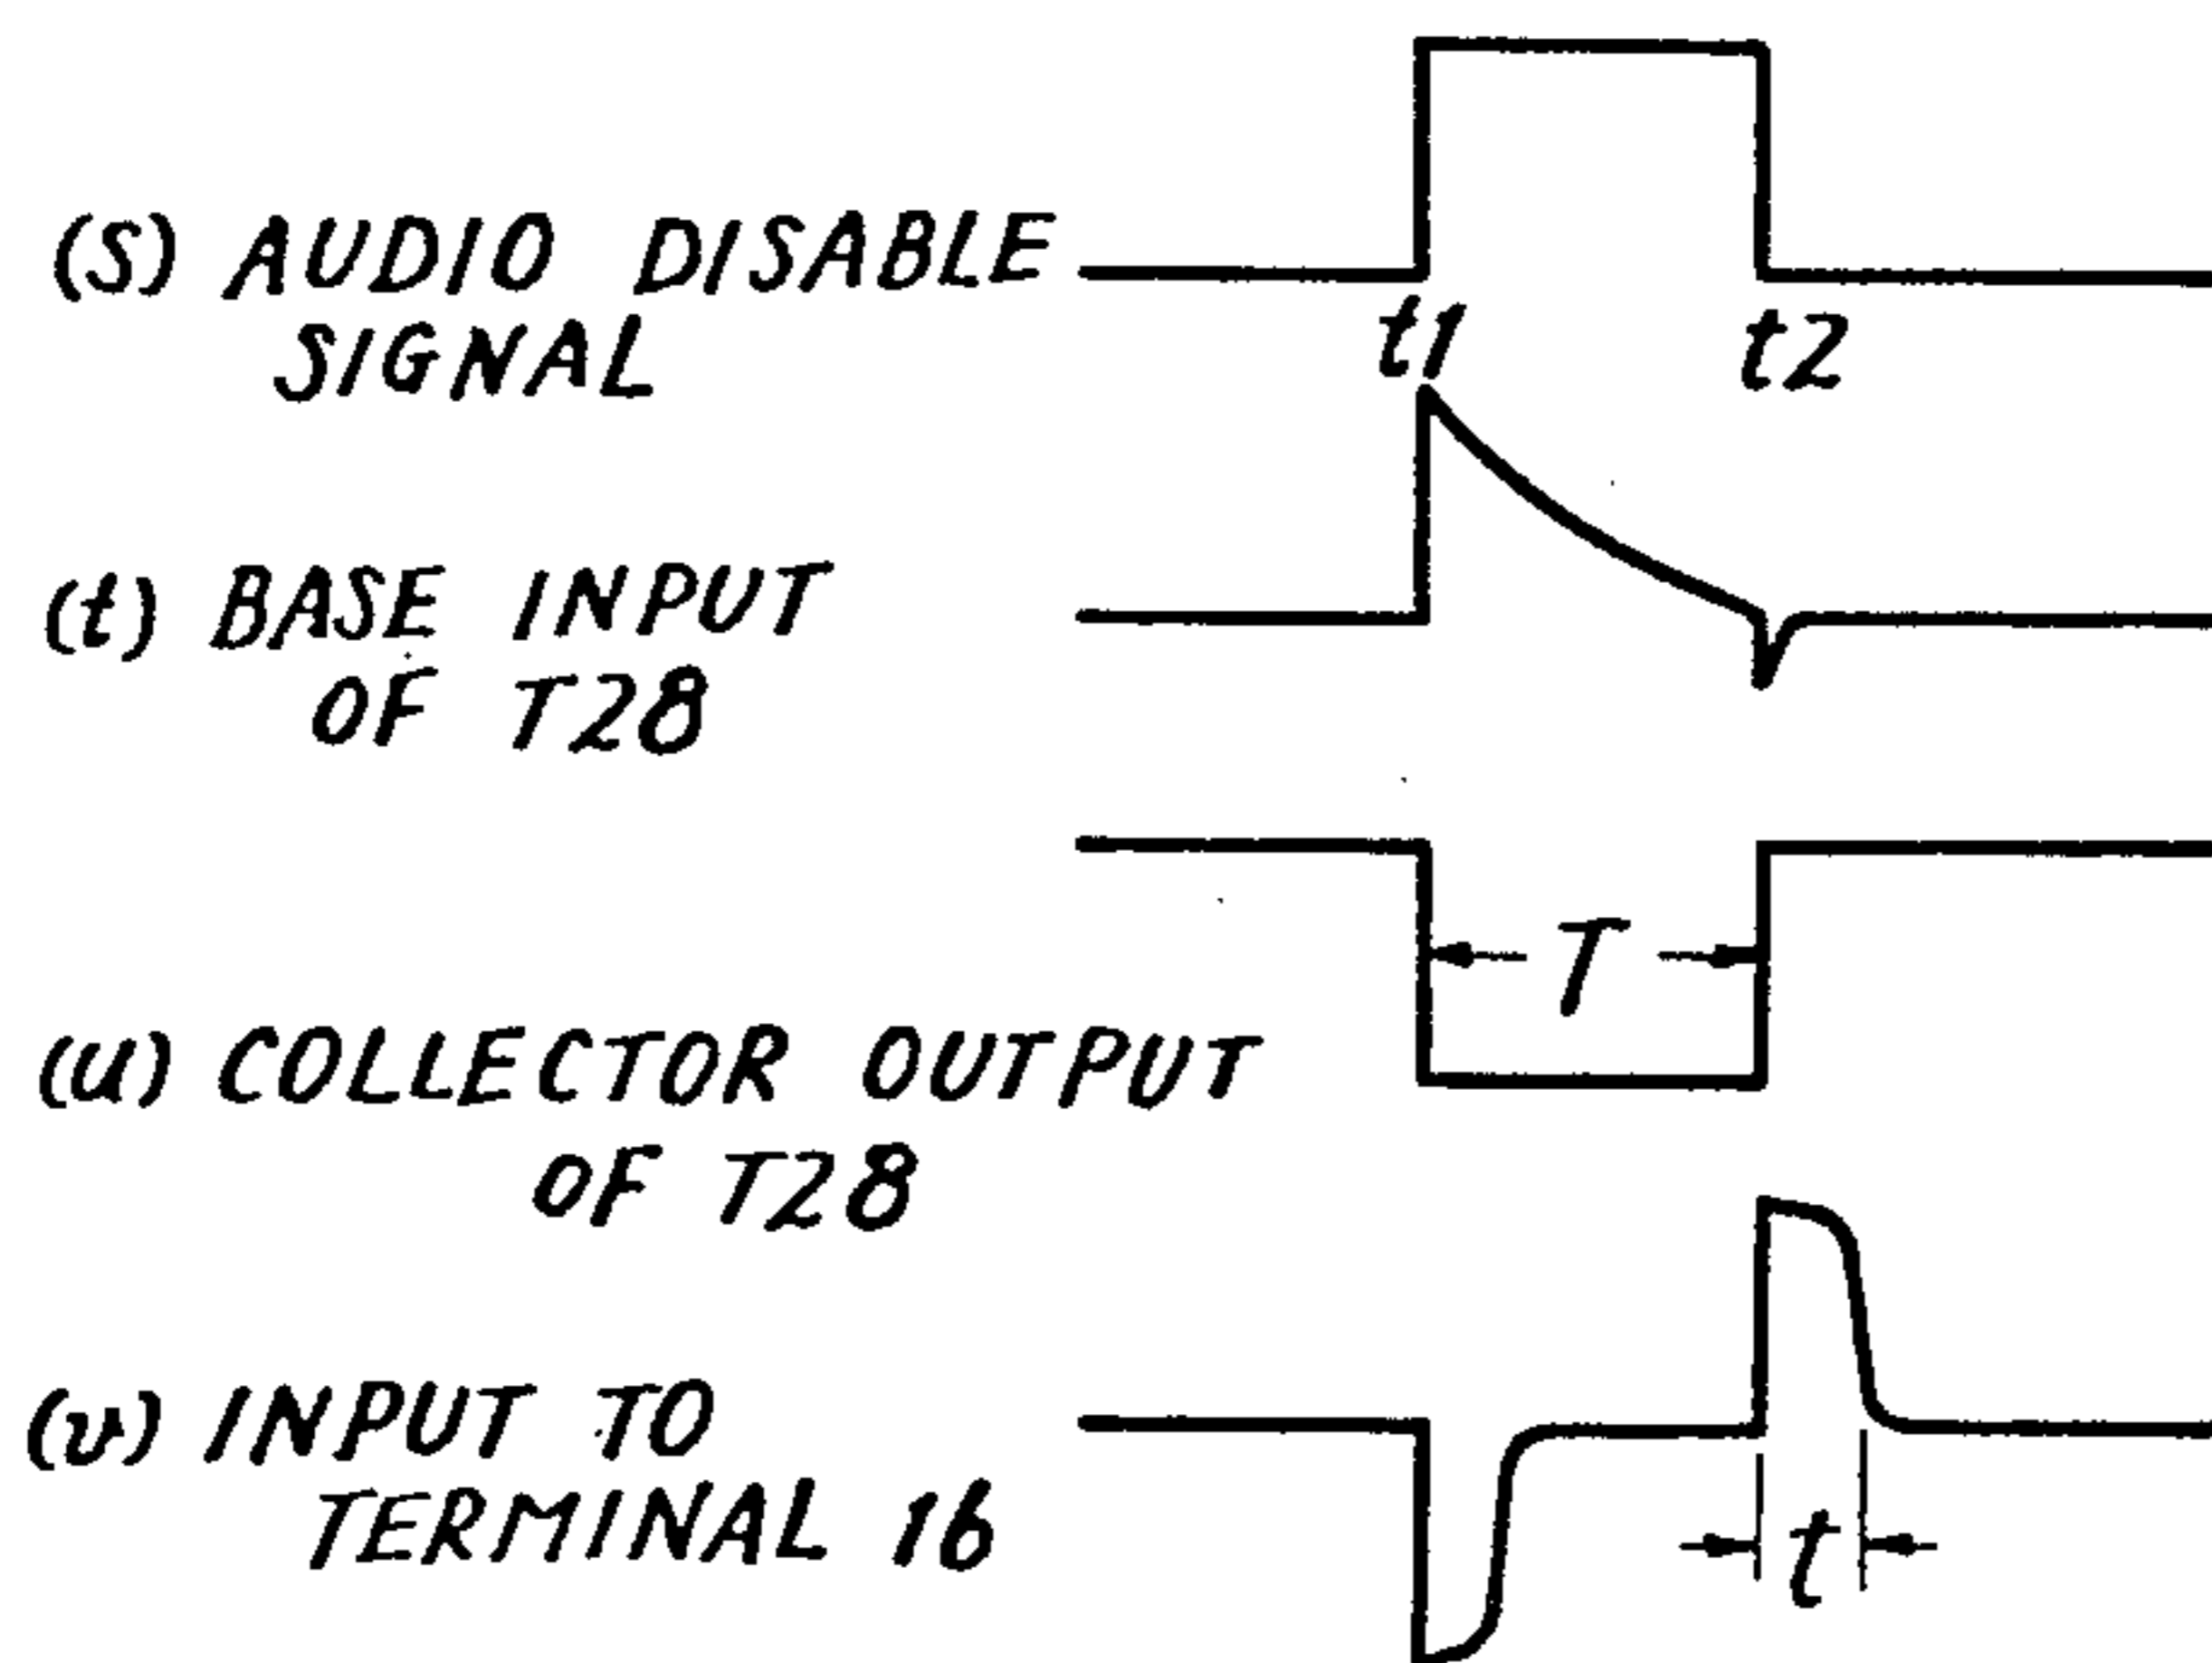 (S) AUDIO DISABLE
SIGNAL
t1
t2
(t) BASE INPUT
OF T28
T
(u) COLLECTOR OUTPUT
OF T28
(v) INPUT TO
TERMINAL 16
t